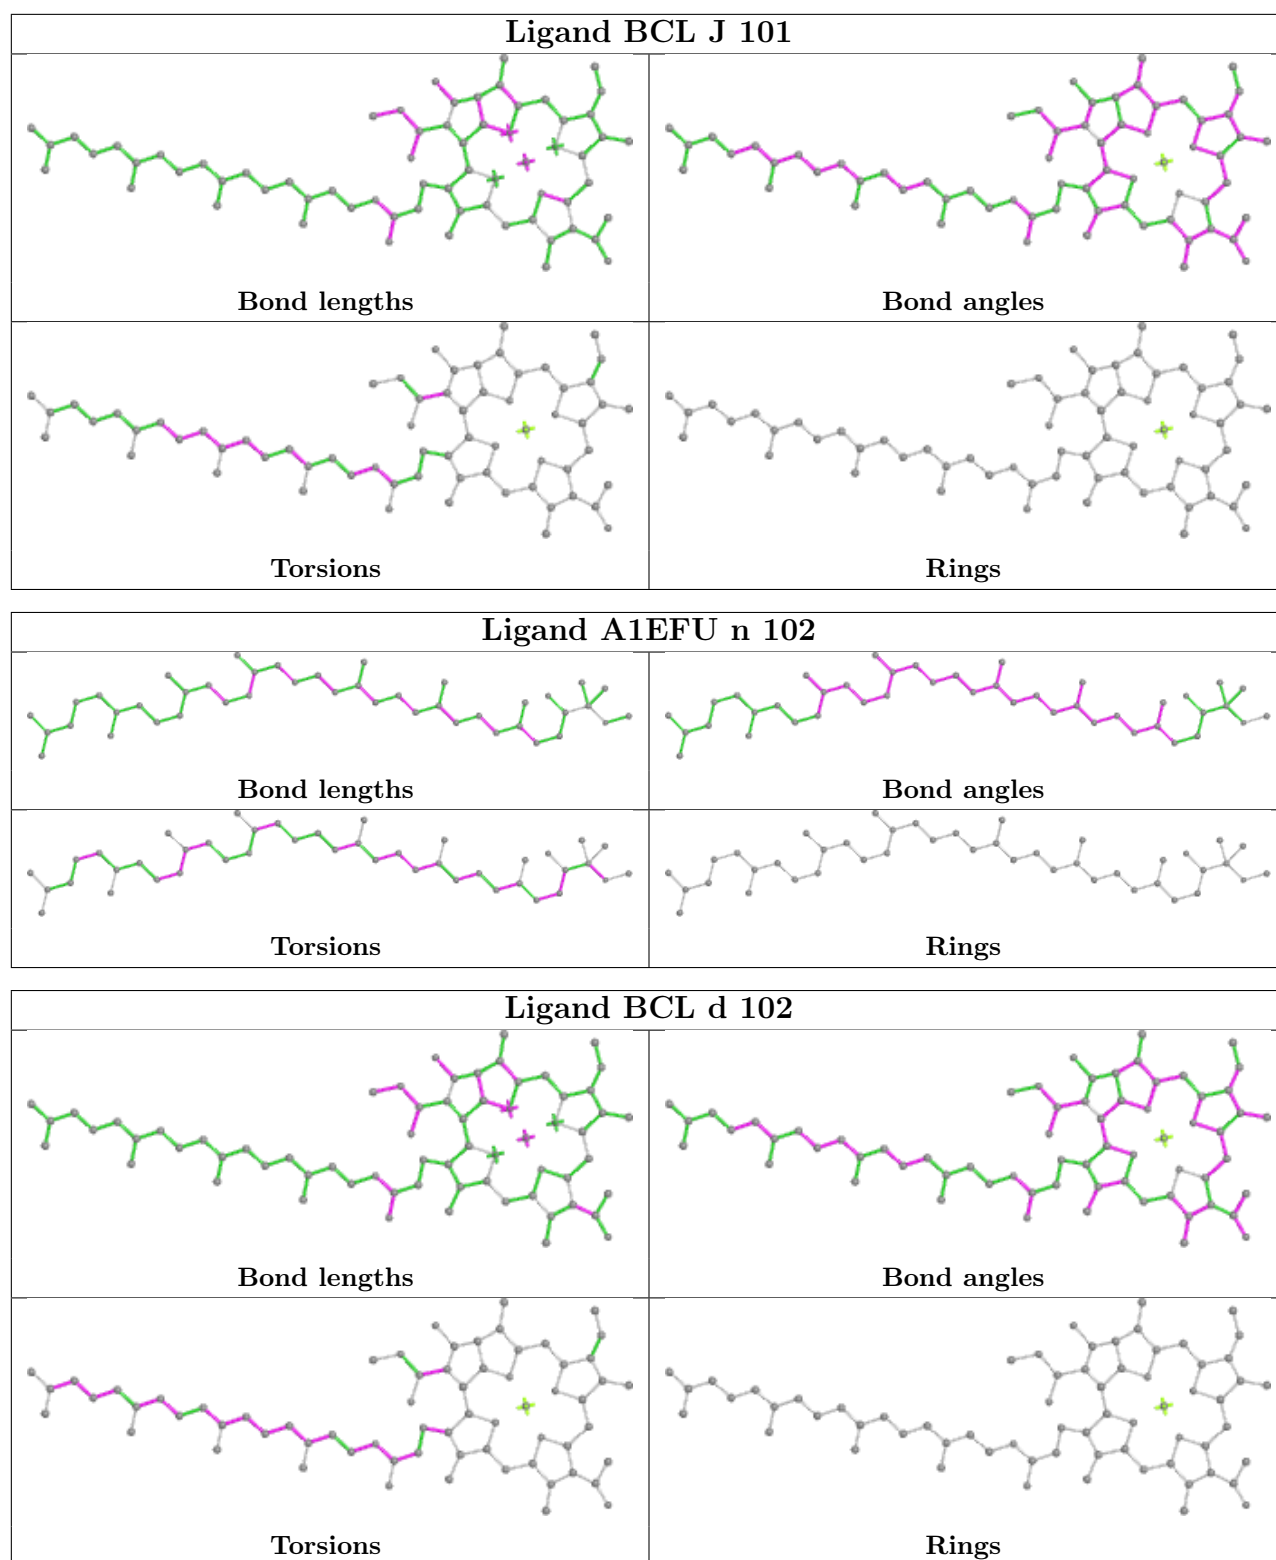 Ligand BCL J 101
Bond lengths
Bond angles
Torsions
Rings
Ligand A1EFU n 102
Bond lengths
Bond angles
Torsions
Rings
Ligand BCL d 102
Bond lengths
Bond angles
Torsions
Rings